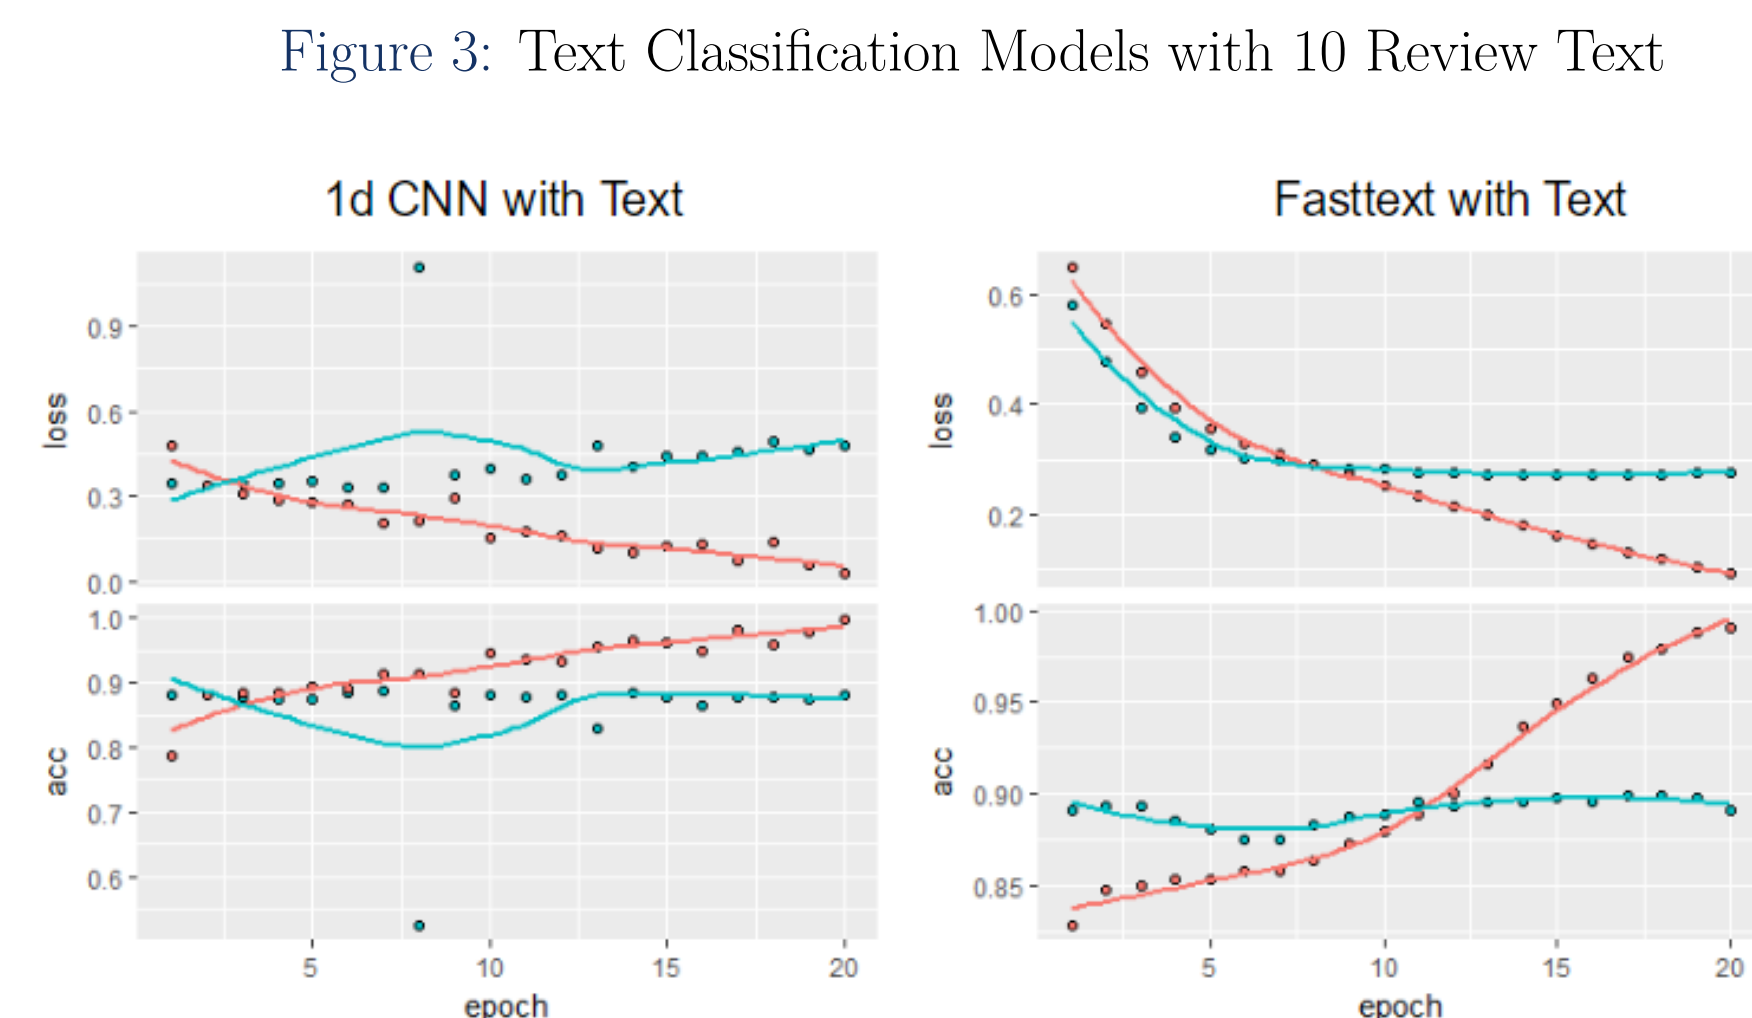 Figure 3: Text Classification Models with 10 Review Text
1d CNN with Text
loss
0.9
0.6
0.3
0.0
acc
1.0
0.9
0.8
0.7
0.6
5 10 15 20
epoch
Fasttext with Text
loss
0.6
0.4
0.2
acc
1.00
0.95
0.90
0.85
5 10 15 20
epoch